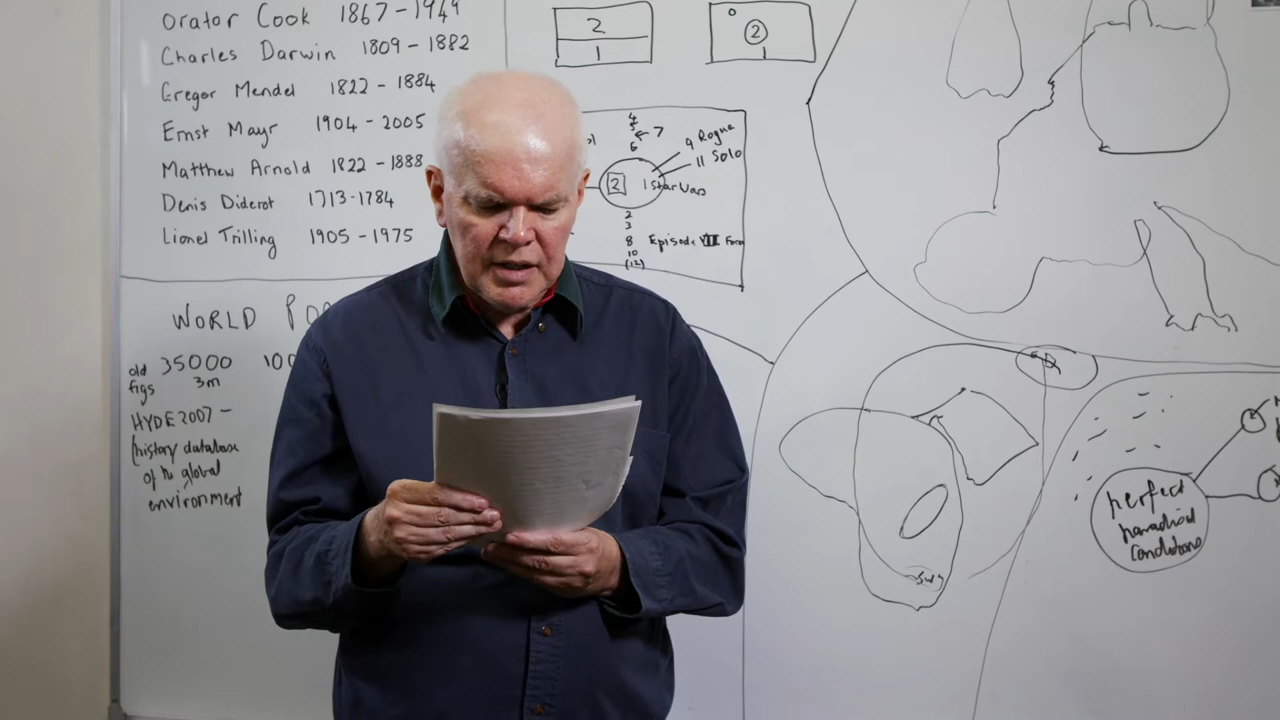 Orator Cook 1867-1949
Charles Darwin 1809-1882
Gregor Mendel 1822-1884
Ernst Mayr 1904-2005
Matthew Arnold 1822-1888
Denis Diderot 1713-1784
Lionel Trilling 1905-1975
WORLD
old 35000 100
figs 3m
HYDE 2007 -
(history database
of the global
environment
2
1
2
1
7
6
9 Rogue
11 Solo
2 1 Star Wars
2
3
8 Episode VII Force
10
(12)
perfect
conditions